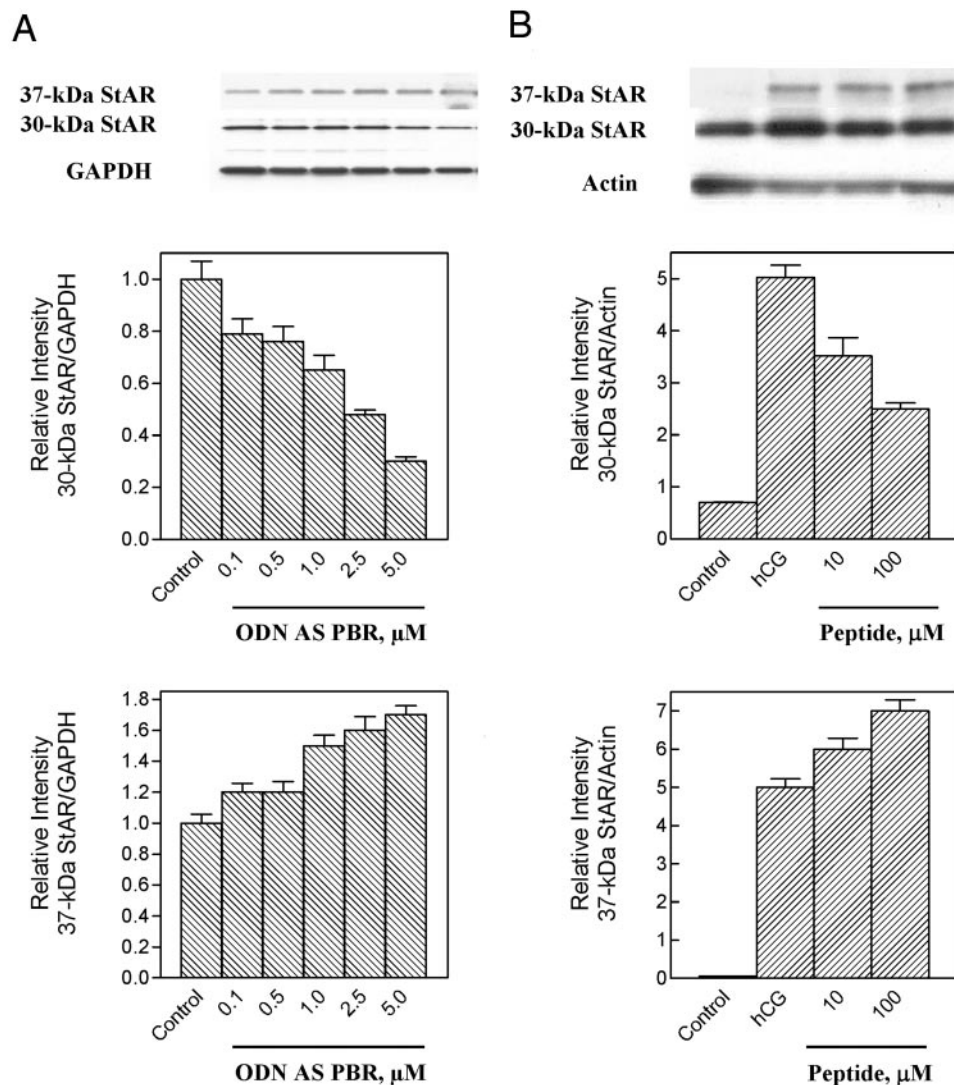 A
37-kDa StAR
30-kDa StAR
GAPDH
Relative Intensity
30-kDa StAR/GAPDH
1.0
0.8
0.6
0.4
0.2
0.0
Control
0.1
0.5
1.0
2.5
5.0
ODN AS PBR, μM
Relative Intensity
37-kDa StAR/GAPDH
1.8
1.6
1.4
1.2
1.0
0.8
0.6
0.4
0.2
0.0
Control
0.1
0.5
1.0
2.5
5.0
ODN AS PBR, μM
B
37-kDa StAR
30-kDa StAR
Actin
Relative Intensity
30-kDa StAR/Actin
5
4
3
2
1
0
Control
hCG
10
100
Peptide, μM
Relative Intensity
37-kDa StAR/Actin
7
6
5
4
3
2
1
0
Control
hCG
10
100
Peptide, μM